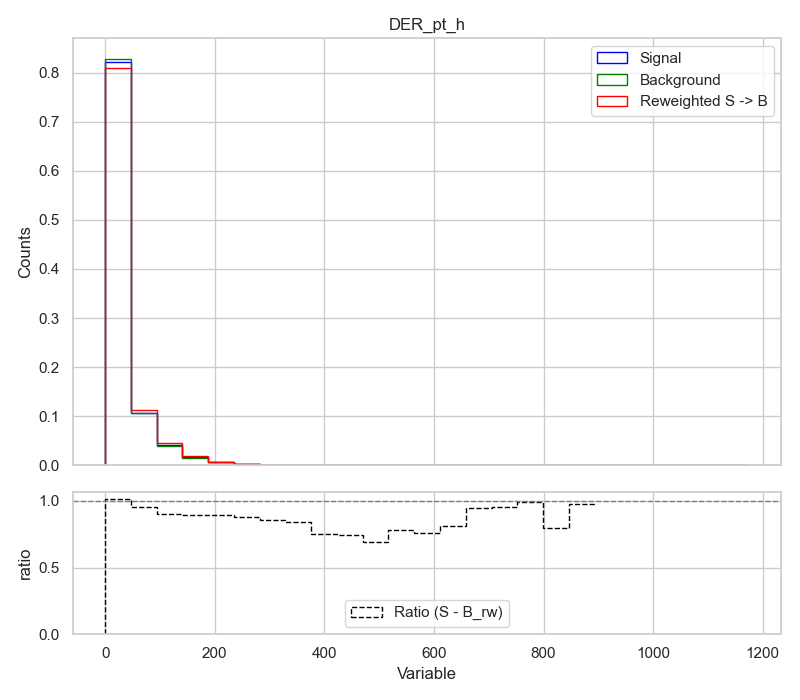 DER_pt_h
Signal
Background
Reweighted S -> B
Counts
0.8
0.7
0.6
0.5
0.4
0.3
0.2
0.1
0.0
ratio
1.0
0.5
0.0
Ratio (S - B_rw)
0 200 400 600 800 1000 1200
Variable